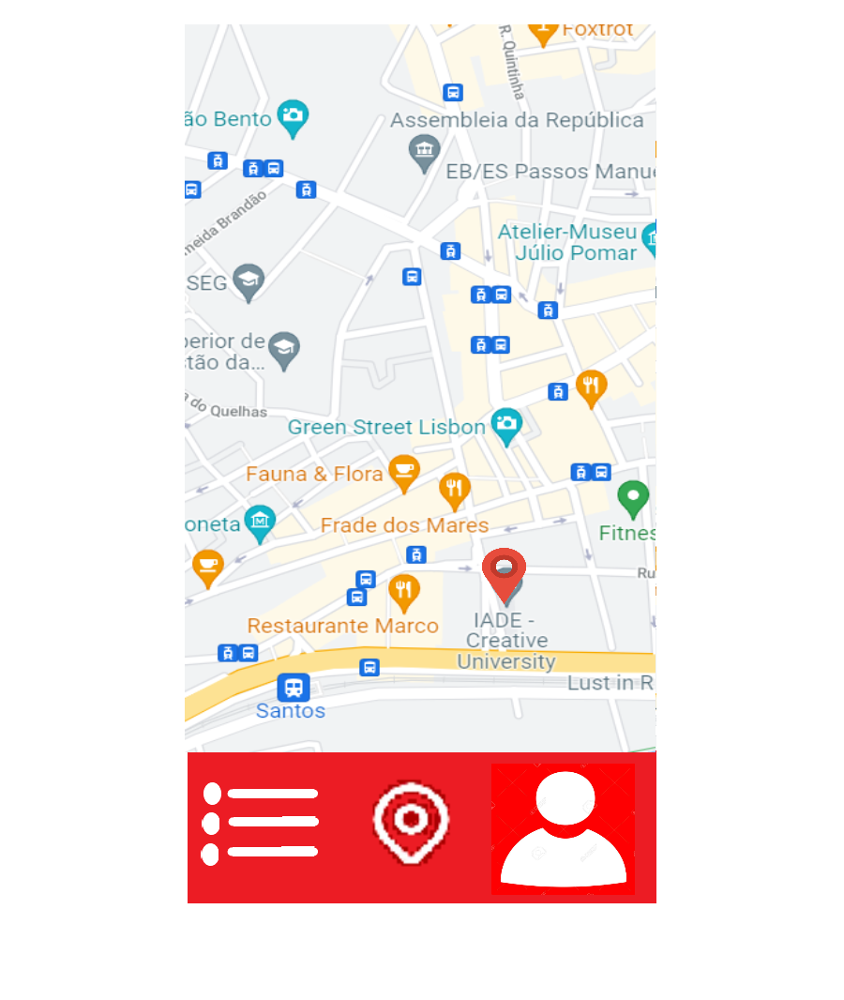 Foxtrot
R. Quintinha
ão Bento
Assembleia da República
EB/ES Passos Manue
meida Brandão
Atelier-Museu
Júlio Pomar
SEG
perior de
stão da...
do Quelhas
Green Street Lisbon
Fauna & Flora
Frade dos Mares
oneta
Fitnes
Ru
Restaurante Marco
IADE -
Creative
University
Lust in R
Santos